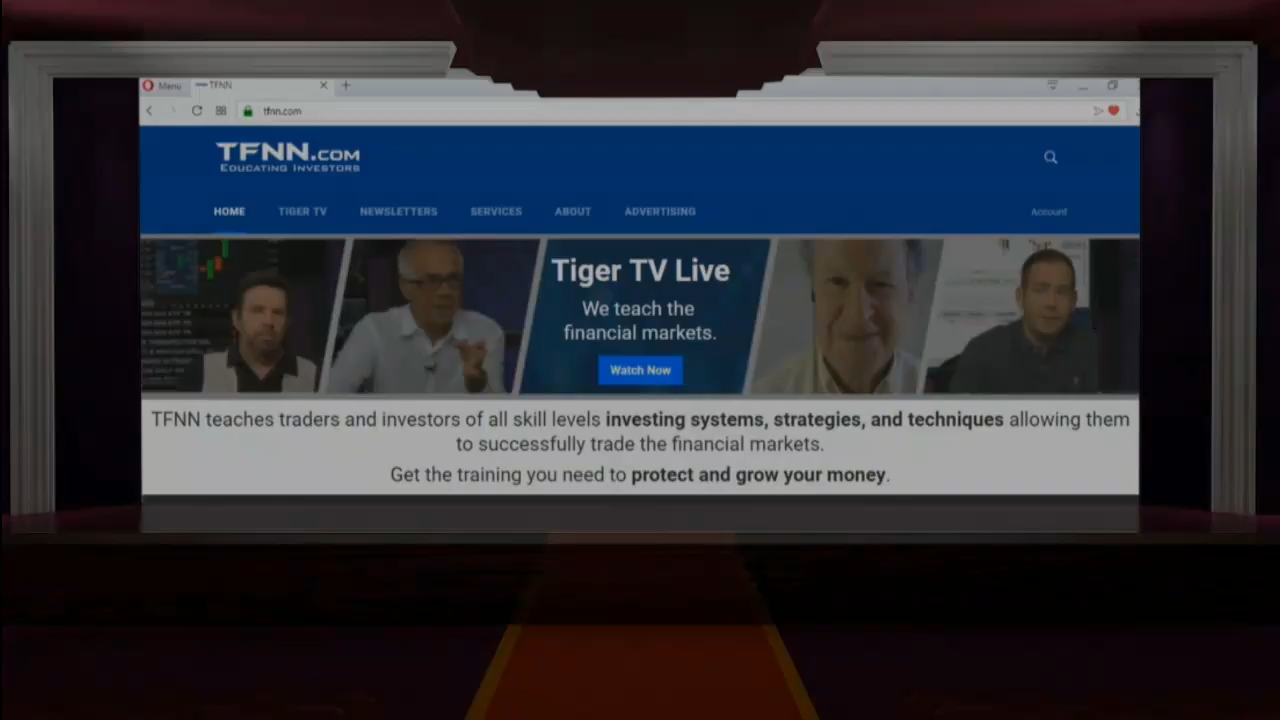 Menu
TFNN
tfnn.com
TFNN.COM
EDUCATING INVESTORS
HOME TIGER TV NEWSLETTERS SERVICES ABOUT ADVERTISING Account
Tiger TV Live
We teach the
financial markets.
Watch Now
TFNN teaches traders and investors of all skill levels investing systems, strategies, and techniques allowing them
to successfully trade the financial markets.
Get the training you need to protect and grow your money.